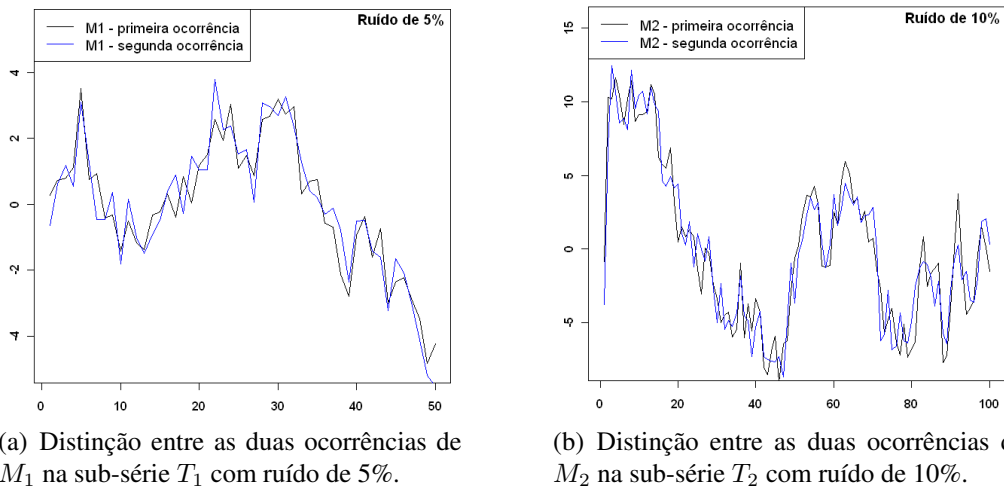 Ruído de 5%
M1 - primeira ocorrência
M1 - segunda ocorrência
4
2
0
2
4
0 10 20 30 40 50
(a) Distinção entre as duas ocorrências de
M₁ na sub-série T₁ com ruído de 5%.
Ruído de 10%
M2 - primeira ocorrência
M2 - segunda ocorrência
15
10
5
0
-5
0 20 40 60 80 100
(b) Distinção entre as duas ocorrências d
M₂ na sub-série T₂ com ruído de 10%.